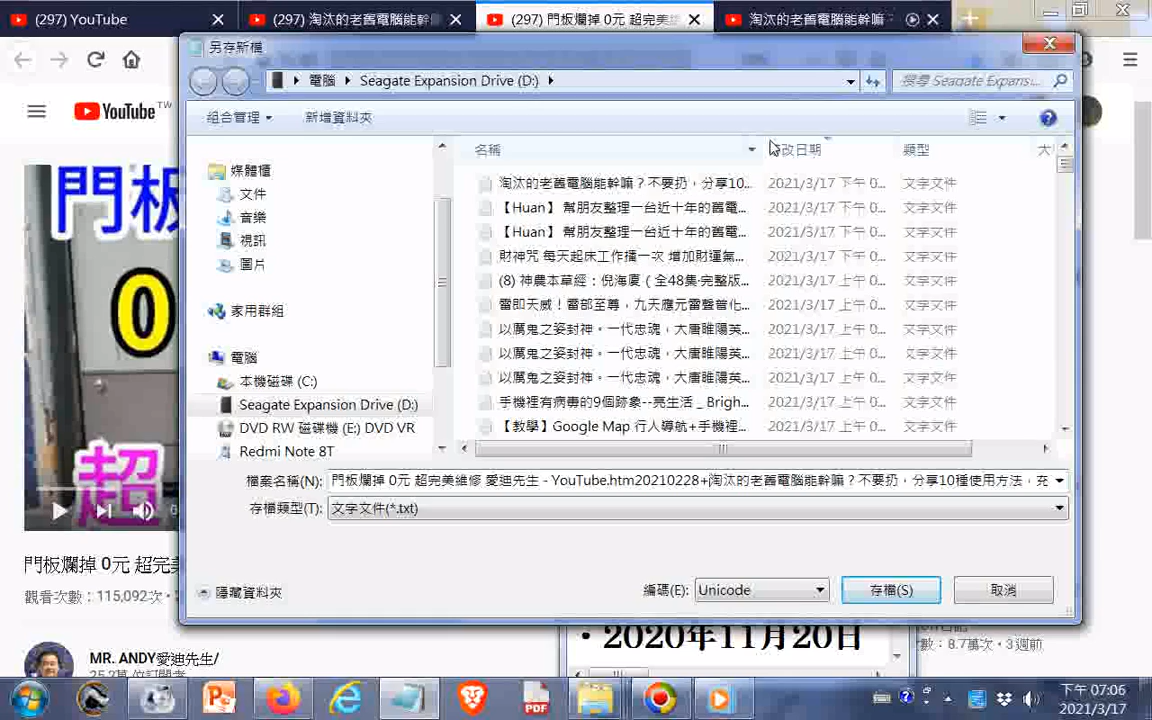 (297) YouTube
(297) 淘汰的老舊電腦能幹
(297) 門板爛掉 0元 超完美
淘汰的老舊電腦能幹嘛
另存新檔
電腦
Seagate Expansion Drive (D:)
搜尋 Seagate Expans...
YouTube TW
組合管理
新增資料夾
名稱
改日期
類型
大
媒體櫃
文件
音樂
視訊
圖片
家用群組
電腦
本機磁碟 (C:)
Seagate Expansion Drive (D:)
DVD RW 磁碟機 (E:) DVD VR
Redmi Note 8T
淘汰的老舊電腦能幹嘛？不要扔，分享10... 2021/3/17 下午 0... 文字文件
【Huan】 幫朋友整理一台近十年的舊電... 2021/3/17 下午 0... 文字文件
【Huan】 幫朋友整理一台近十年的舊電... 2021/3/17 下午 0... 文字文件
財神咒 每天起床工作播一次 增加財運氣... 2021/3/17 下午 0... 文字文件
(8) 神農本草經：倪海廈 ( 全48集·完整版... 2021/3/17 下午 0... 文字文件
雷即天威！雷部至尊，九天應元雷聲普化... 2021/3/17 下午 0... 文字文件
以厲鬼之姿封神。一代忠魂，大唐睢陽英... 2021/3/17 上午 0... 文字文件
以厲鬼之姿封神。一代忠魂，大唐睢陽英... 2021/3/17 上午 0... 文字文件
以厲鬼之姿封神。一代忠魂，大唐睢陽英... 2021/3/17 上午 0... 文字文件
手機裡有病毒的9個跡象--亮生活 _ Brigh... 2021/3/17 上午 0... 文字文件
【教學】Google Map 行人導航+手機裡... 2021/3/17 上午 0... 文字文件
檔案名稱(N):
門板爛掉 0元 超完美維修 愛迪先生 - YouTube.htm20210228+淘汰的老舊電腦能幹嘛？不要扔，分享10種使用方法，充
存檔類型(T):
文字文件(*.txt)
隱藏資料夾
編碼(E):
Unicode
存檔(S)
取消
門板
0
超
門板爛掉 0元 超完美
觀看次數：115,092次
MR. ANDY愛迪先生/
• 2020年11月20日
數：8.7萬次・3 週前
下午 07:06
2021/3/17